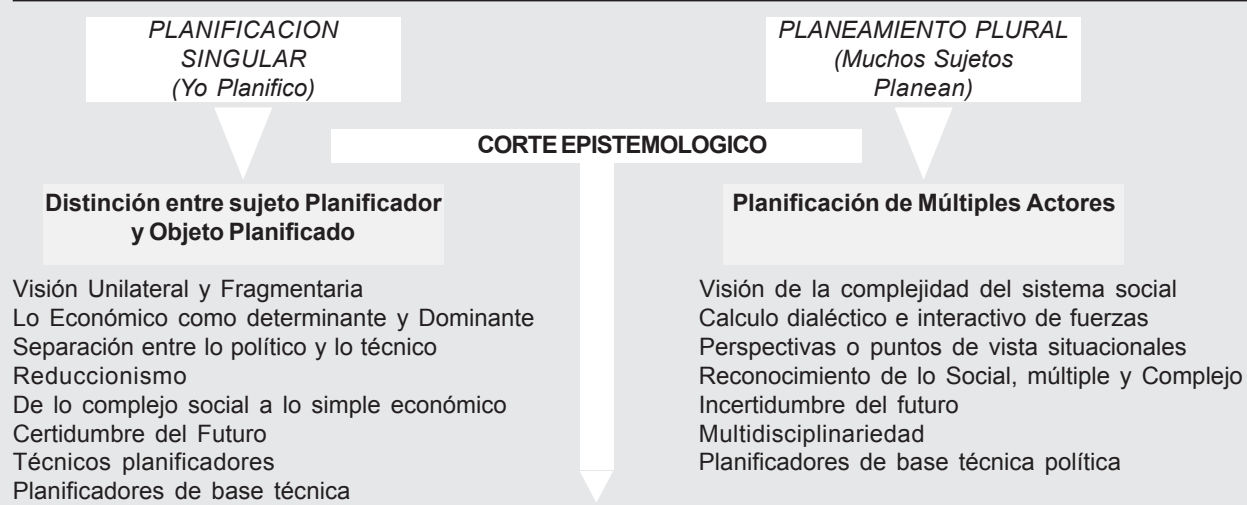 PLANIFICACION
SINGULAR
(Yo Planifico)
PLANEAMIENTO PLURAL
(Muchos Sujetos
Planean)
CORTE EPISTEMOLOGICO
Distinción entre sujeto Planificador
y Objeto Planificado
Visión Unilateral y Fragmentaria
Lo Económico como determinante y Dominante
Separación entre lo político y lo técnico
Reduccionismo
De lo complejo social a lo simple económico
Certidumbre del Futuro
Técnicos planificadores
Planificadores de base técnica
Planificación de Múltiples Actores
Visión de la complejidad del sistema social
Calculo dialéctico e interactivo de fuerzas
Perspectivas o puntos de vista situacionales
Reconocimiento de lo Social, múltiple y Complejo
Incertidumbre del futuro
Multidisciplinariedad
Planificadores de base técnica política